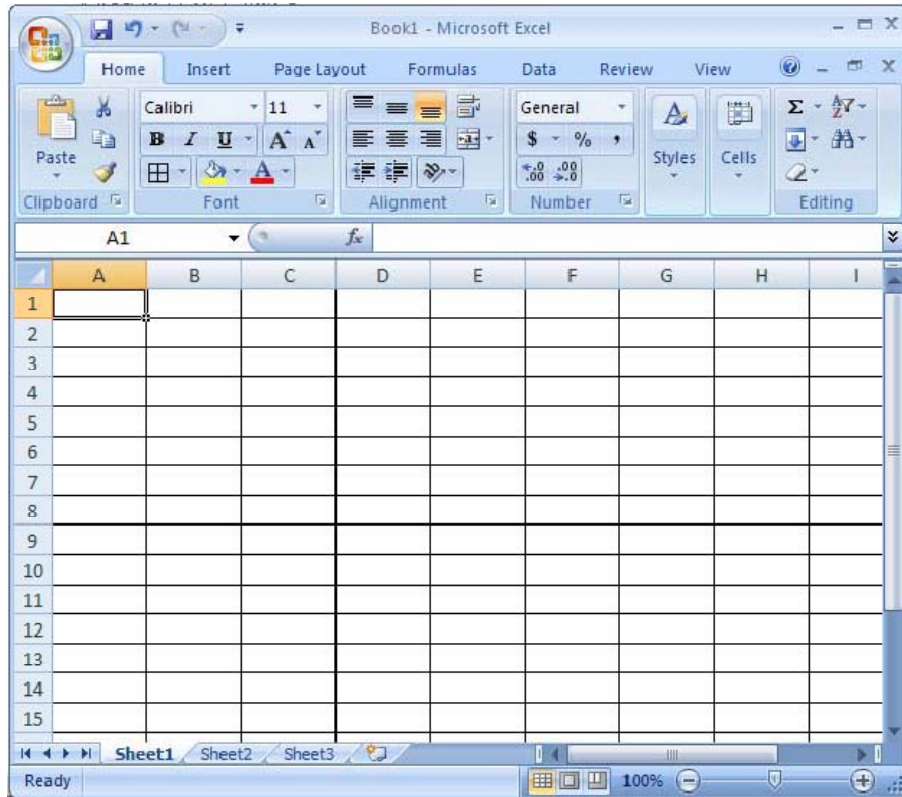 Book1 - Microsoft Excel
Home Insert Page Layout Formulas Data Review View
Calibri 11 General Σ
B I U A A $ % ,
Paste Styles Cells
A .00 .0
Clipboard Font Alignment Number Editing
A1 fx
A B C D E F G H I
1
2
3
4
5
6
7
8
9
10
11
12
13
14
15
Sheet1 Sheet2 Sheet3
Ready 100%